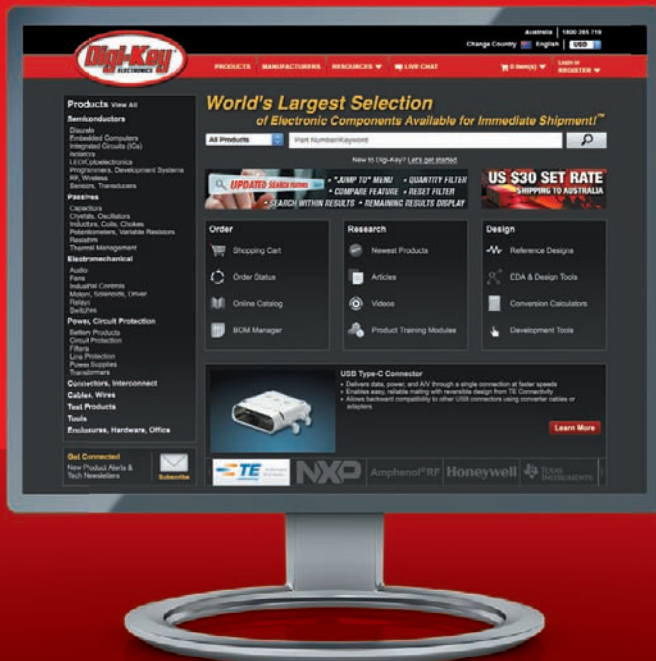 Australia | 1800 285 719
Change Country English USD
Digi-Key
ELECTRONICS
PRODUCTS MANUFACTURERS RESOURCES LIVE CHAT 0 item(s) REGISTER
Products View All
Semiconductors
Discrete
Embedded Computers
Integrated Circuits (ICs)
Isolators
LED/Optoelectronics
Programmers, Development Systems
RF, Wireless
Sensors, Transducers
Passives
Capacitors
Crystals, Oscillators
Inductors, Coils, Chokes
Potentiometers, Variable Resistors
Resistors
Thermal Management
Electromechanical
Audio
Fans
Industrial Controls
Motors, Solenoids, Driver
Relays
Switches
Power, Circuit Protection
Battery Products
Circuit Protection
Filters
Line Protection
Power Supplies
Transformers
Connectors, Interconnect
Cables, Wires
Test Products
Tools
Enclosures, Hardware, Office
Get Connected
New Product Alerts &
Tech Newsletters
Subscribe
World's Largest Selection
of Electronic Components Available for Immediate Shipment!™
All Products Part Number/Keyword
New to Digi-Key? Let's get started
UPDATED SEARCH FEATURES
• "JUMP TO" MENU • QUANTITY FILTER
• COMPARE FEATURE • RESET FILTER
• SEARCH WITHIN RESULTS • REMAINING RESULTS DISPLAY
US $30 SET RATE
SHIPPING TO AUSTRALIA
Order
Shopping Cart
Order Status
Online Catalog
BOM Manager
Research
Newest Products
Articles
Videos
Product Training Modules
Design
Reference Designs
EDA & Design Tools
Conversion Calculators
Development Tools
USB Type-C Connector
• Delivers data, power, and A/V through a single connection at faster speeds
• Enables easy, reliable mating with reversible design from TE Connectivity
• Allows backward compatibility to other USB connectors using converter cables or
adapters
Learn More
TE
NXP
Amphenol RF
Honeywell
TEXAS
INSTRUMENTS